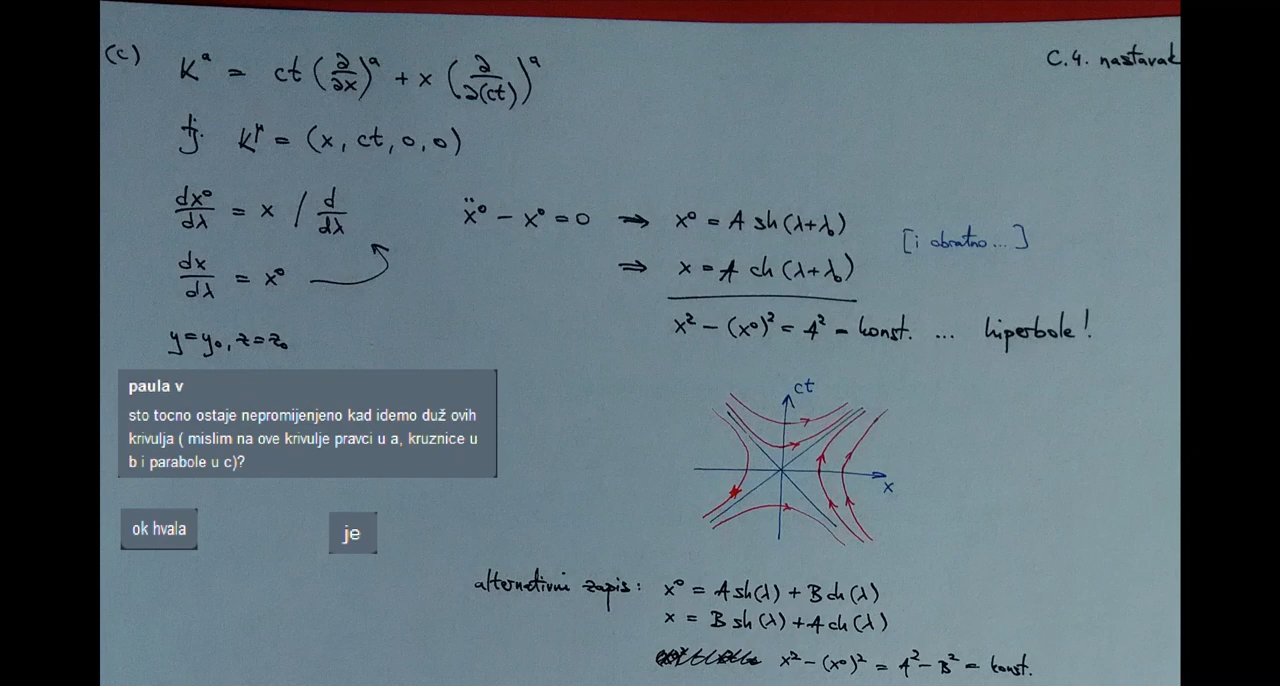 (c) K^a = ct (∂/∂x)^a + x (∂/∂(ct))^a
C.4. nastavak
tj. K^μ = (x, ct, 0, 0)
dx⁰/dλ = x / d/dλ
ẍ⁰ - x⁰ = 0 ⇒ x⁰ = A sh(λ+λ₀)
[i obratno...]
dx/dλ = x⁰
⇒ x = A ch(λ+λ₀)
x² - (x⁰)² = A² = konst. ... hiperbole!
y=y₀, z=z₀
paula v
sto tocno ostaje nepromijenjeno kad idemo duž ovih
krivulja ( mislim na ove krivulje pravci u a, kruznice u
b i parabole u c)?
ct
x
ok hvala
je
alternativni zapis: x⁰ = A sh(λ) + B ch(λ)
x = B sh(λ) + A ch(λ)
x² - (x⁰)² = A² - B² = konst.